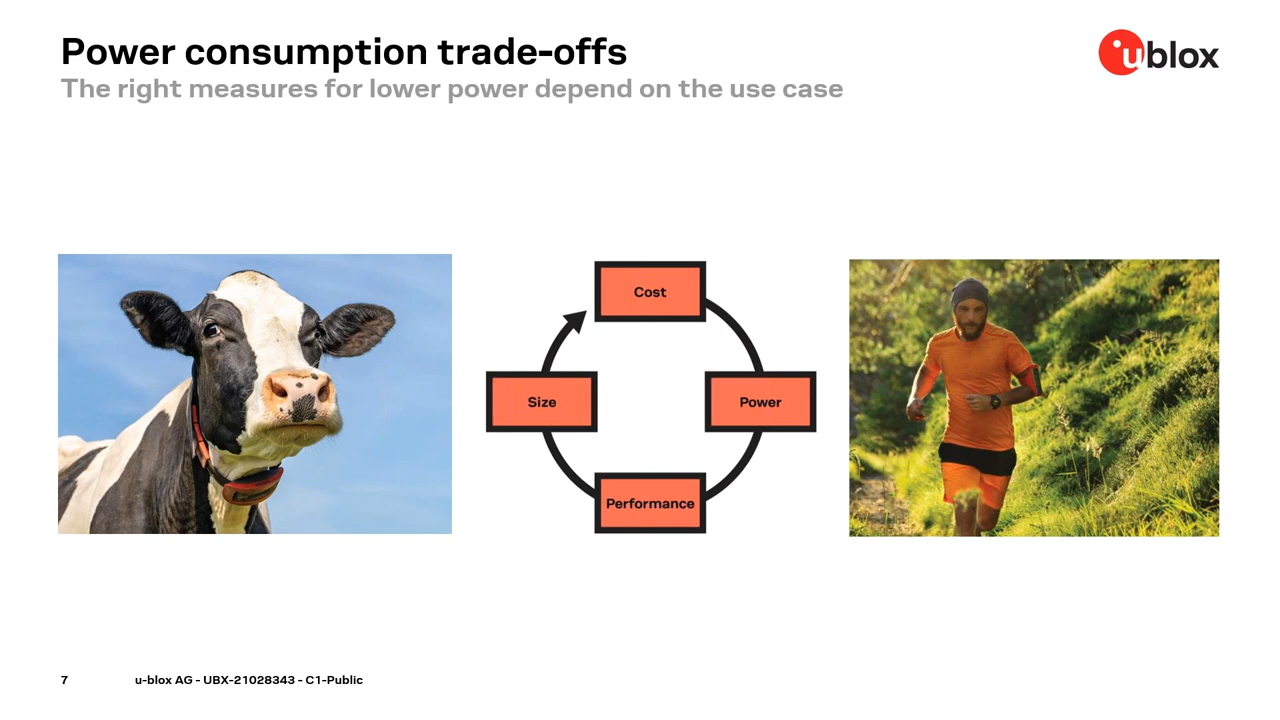 Power consumption trade-offs
The right measures for lower power depend on the use case
ublox
Cost
Size
Power
Performance
7
u-blox AG - UBX-21028343 - C1-Public